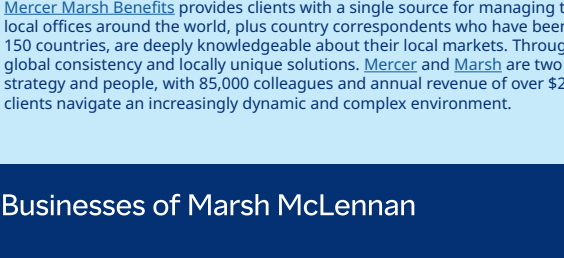 Mercer Marsh Benefits provides clients with a single source for managing t
local offices around the world, plus country correspondents who have been
150 countries, are deeply knowledgeable about their local markets. Throug
global consistency and locally unique solutions. Mercer and Marsh are two
strategy and people, with 85,000 colleagues and annual revenue of over $2
clients navigate an increasingly dynamic and complex environment.
Businesses of Marsh McLennan